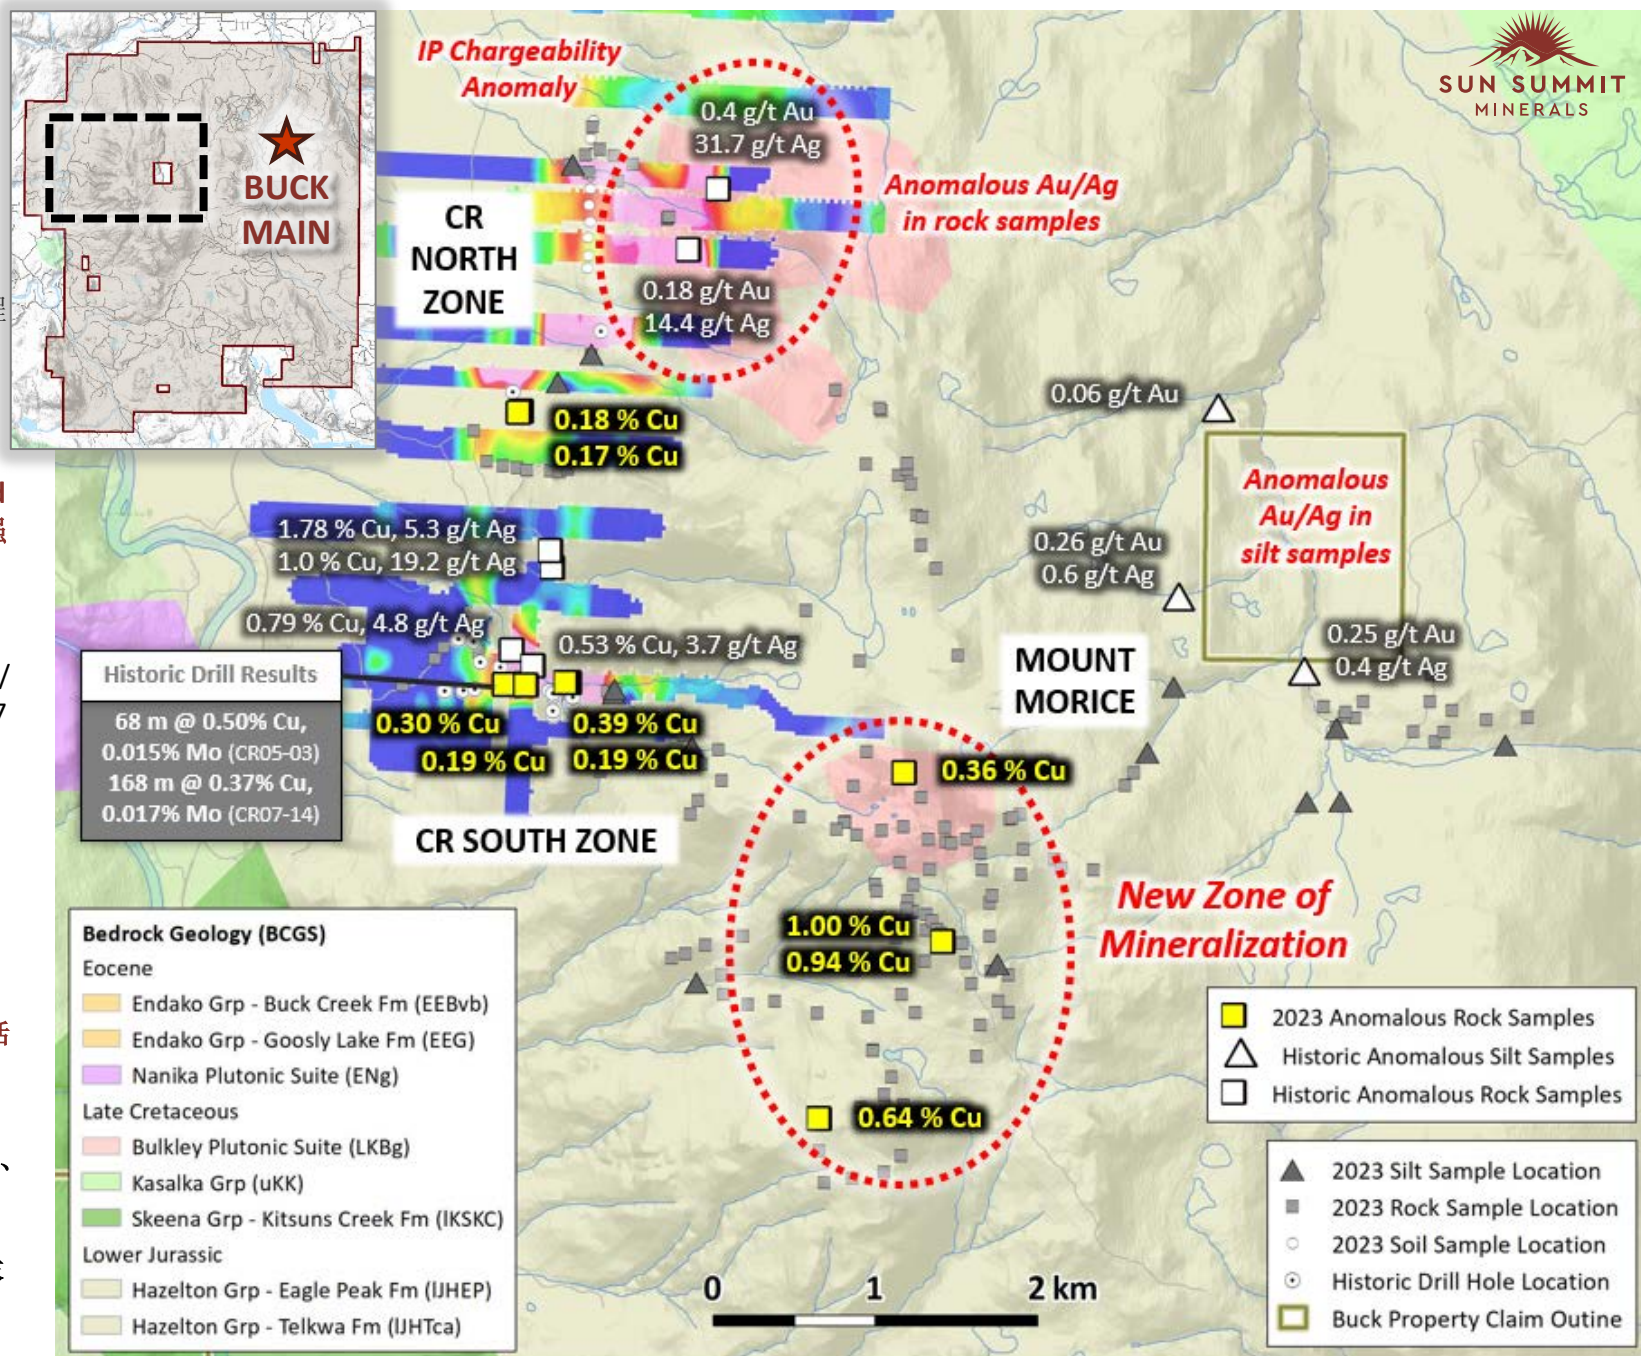 SUN SUMMIT
MINERALS
BUCK
MAIN
IP Chargeability
Anomaly
0.4 g/t Au
31.7 g/t Ag
Anomalous Au/Ag
in rock samples
CR
NORTH
ZONE
0.18 g/t Au
14.4 g/t Ag
0.18 % Cu
0.17 % Cu
0.06 g/t Au
Anomalous
Au/Ag in
silt samples
1.78 % Cu, 5.3 g/t Ag
1.0 % Cu, 19.2 g/t Ag
0.26 g/t Au
0.6 g/t Ag
0.79 % Cu, 4.8 g/t Ag
0.53 % Cu, 3.7 g/t Ag
0.25 g/t Au
0.4 g/t Ag
MOUNT
MORICE
Historic Drill Results
68 m @ 0.50% Cu,
0.015% Mo (CR05-03)
168 m @ 0.37% Cu,
0.017% Mo (CR07-14)
0.30 % Cu
0.19 % Cu
0.39 % Cu
0.19 % Cu
0.36 % Cu
CR SOUTH ZONE
New Zone of
Mineralization
1.00 % Cu
0.94 % Cu
0.64 % Cu
Bedrock Geology (BCGS)
Eocene
Endako Grp - Buck Creek Fm (EEBvb)
Endako Grp - Goosly Lake Fm (EEG)
Nanika Plutonic Suite (ENg)
Late Cretaceous
Bulkley Plutonic Suite (LKBg)
Kasalka Grp (uKK)
Skeena Grp - Kitsuns Creek Fm (lKSKC)
Lower Jurassic
Hazelton Grp - Eagle Peak Fm (lJHEP)
Hazelton Grp - Telkwa Fm (lJHTca)
0 1 2 km
2023 Anomalous Rock Samples
Historic Anomalous Silt Samples
Historic Anomalous Rock Samples
2023 Silt Sample Location
2023 Rock Sample Location
2023 Soil Sample Location
Historic Drill Hole Location
Buck Property Claim Outine